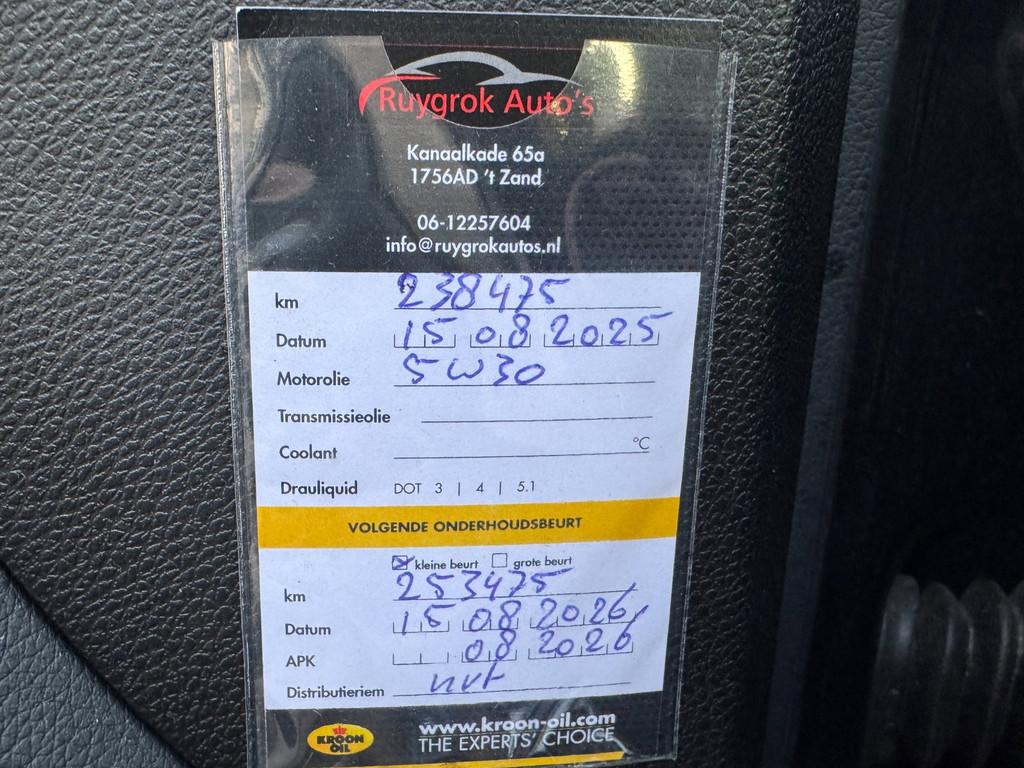 Ruygrok Auto's
Kanaalkade 65a
1756AD 't Zand
06-12257604
info@ruygrokautos.nl
km 238475
Datum 15 08 2025
Motorolie 5W30
Transmissieolie
Coolant °C
Drauliquid DOT 3 | 4 | 5.1
VOLGENDE ONDERHOUDSBEURT
kleine beurt grote beurt
km 253475
Datum 15 08 2026
APK 08 2026
Distributieriem nvt
KROON OIL www.kroon-oil.com
THE EXPERTS' CHOICE